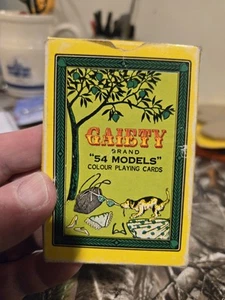 GAIETY
BRAND
"54 MODELS"
COLOUR PLAYING CARDS